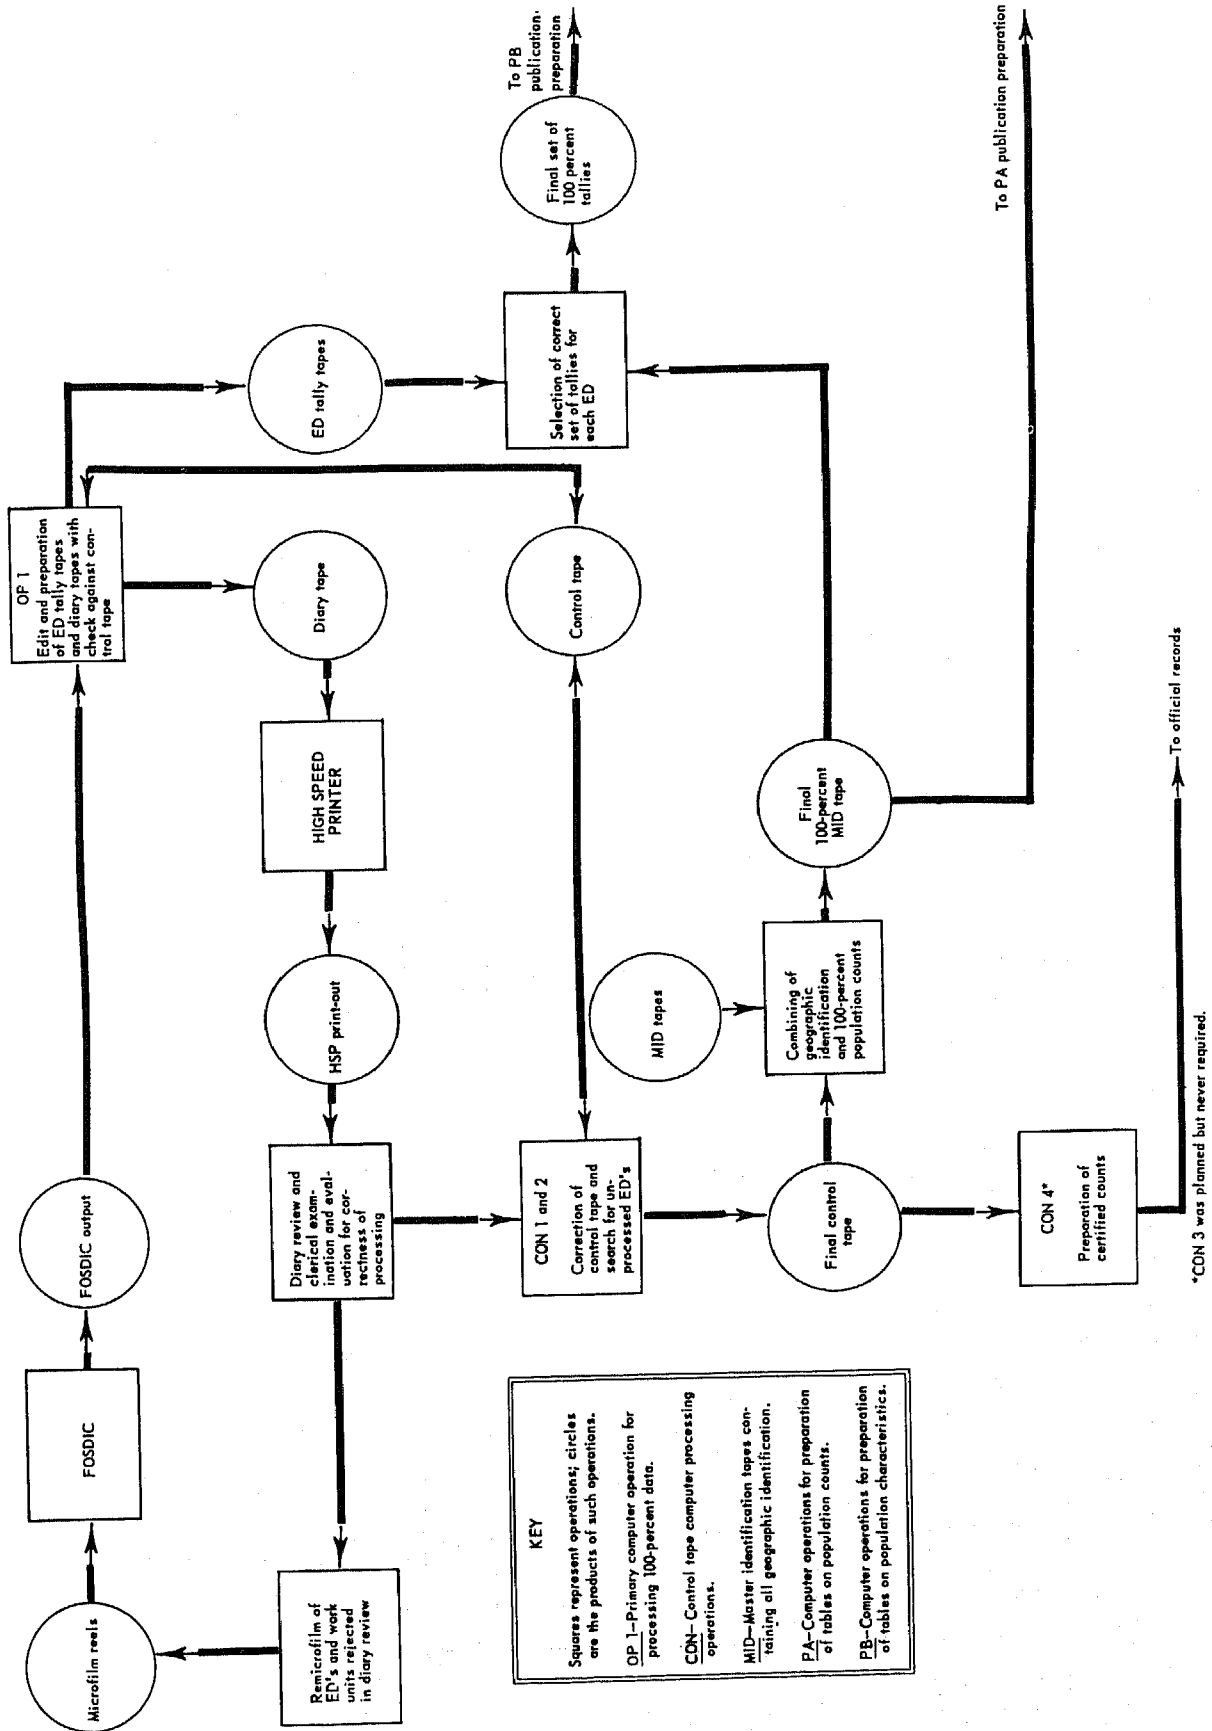 Microfilm reels
FOSDIC
FOSDIC output
OP 1
Edit and preparation
of ED tally tapes
and diary tapes with
check against con-
trol tape
Remicrofilm of
ED's and work
units rejected
in diary review
Diary review and
clerical exam-
ination and eval-
uation for cor-
rectness of
processing
HSP print-out
HIGH SPEED
PRINTER
Diary tape
ED tally tapes
To PB
publication
preparation
CON 1 and 2
Correction of
control tape and
search for un-
processed ED's
Control tape
Selection of correct
set of tallies for
each ED
Final set of
100 percent
tallies
MID tapes
Final control
tape
Combining of
geographic
identification
and 100-percent
population counts
Final
100-percent
MID tape
CON 4*
Preparation of
certified counts
To PA publication preparation
To official records
KEY
Squares represent operations; circles
are the products of such operations.
OP 1—Primary computer operation for
processing 100-percent data.
CON—Control tape computer processing
operations.
MID—Master identification tapes con-
taining all geographic identification.
PA—Computer operations for preparation
of tables on population counts.
PB—Computer operations for preparation
of tables on population characteristics.
*CON 3 was planned but never required.